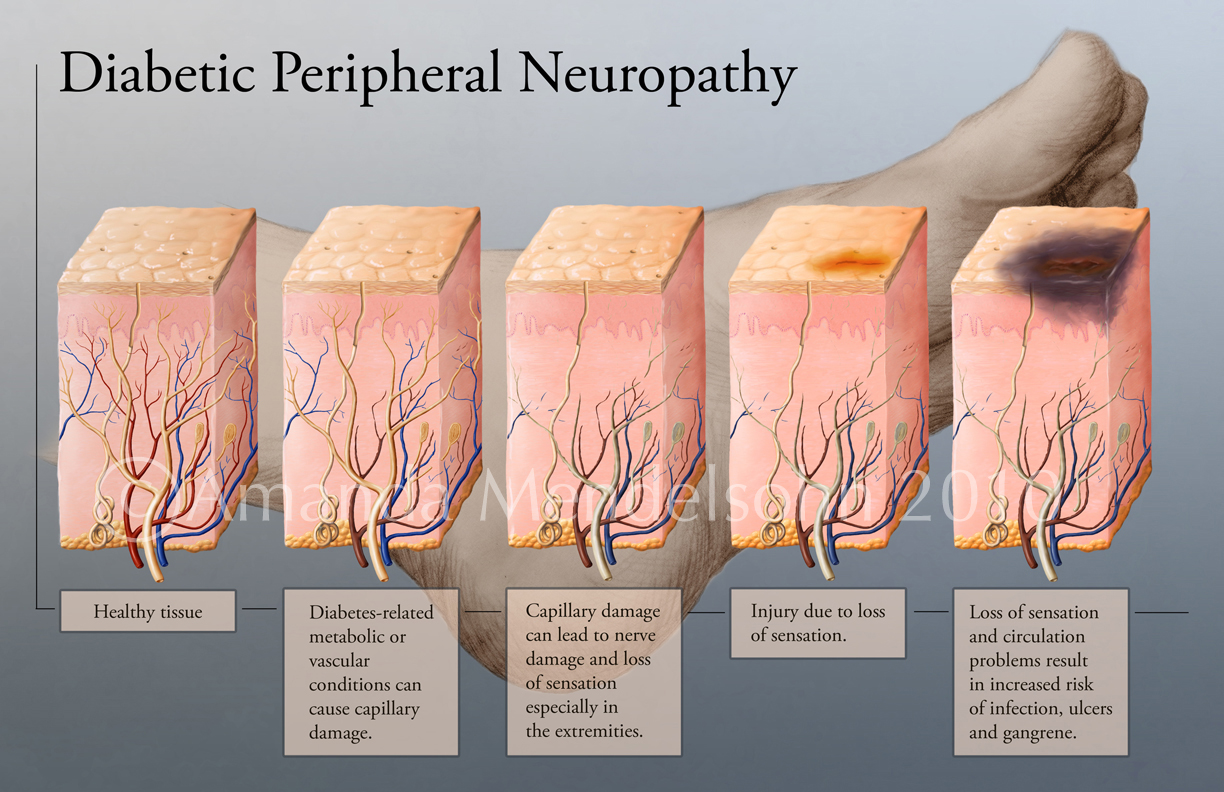 Diabetic Peripheral Neuropathy
© Amanda Mendelsohn 2010
Healthy tissue
Diabetes-related
metabolic or
vascular
conditions can
cause capillary
damage.
Capillary damage
can lead to nerve
damage and loss
of sensation
especially in
the extremities.
Injury due to loss
of sensation.
Loss of sensation
and circulation
problems result
in increased risk
of infection, ulcers
and gangrene.